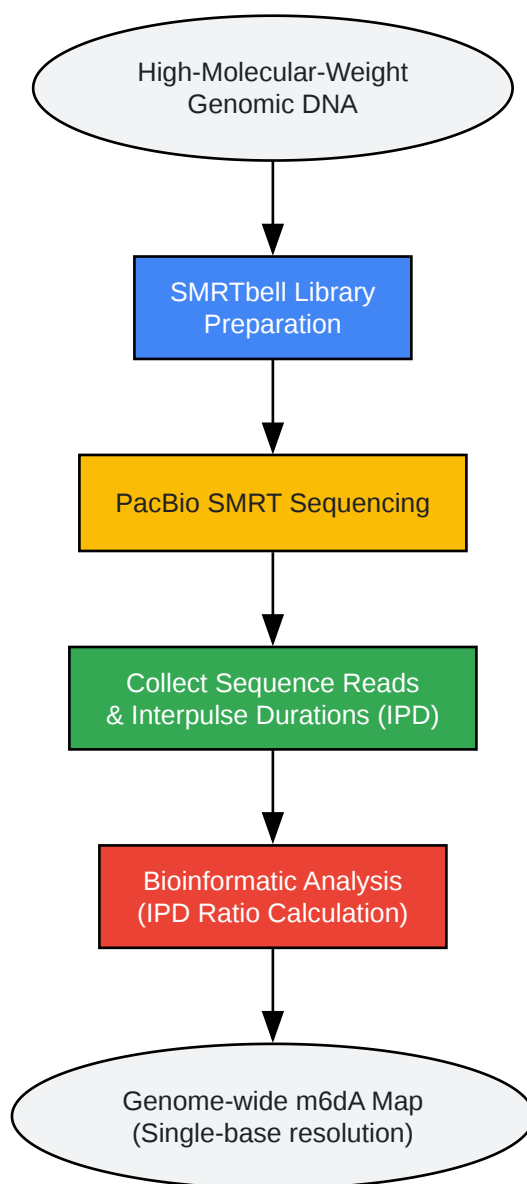 High-Molecular-Weight
Genomic DNA
SMRTbell Library
Preparation
PacBio SMRT Sequencing
Collect Sequence Reads
& Interpulse Durations (IPD)
Bioinformatic Analysis
(IPD Ratio Calculation)
Genome-wide m6dA Map
(Single-base resolution)